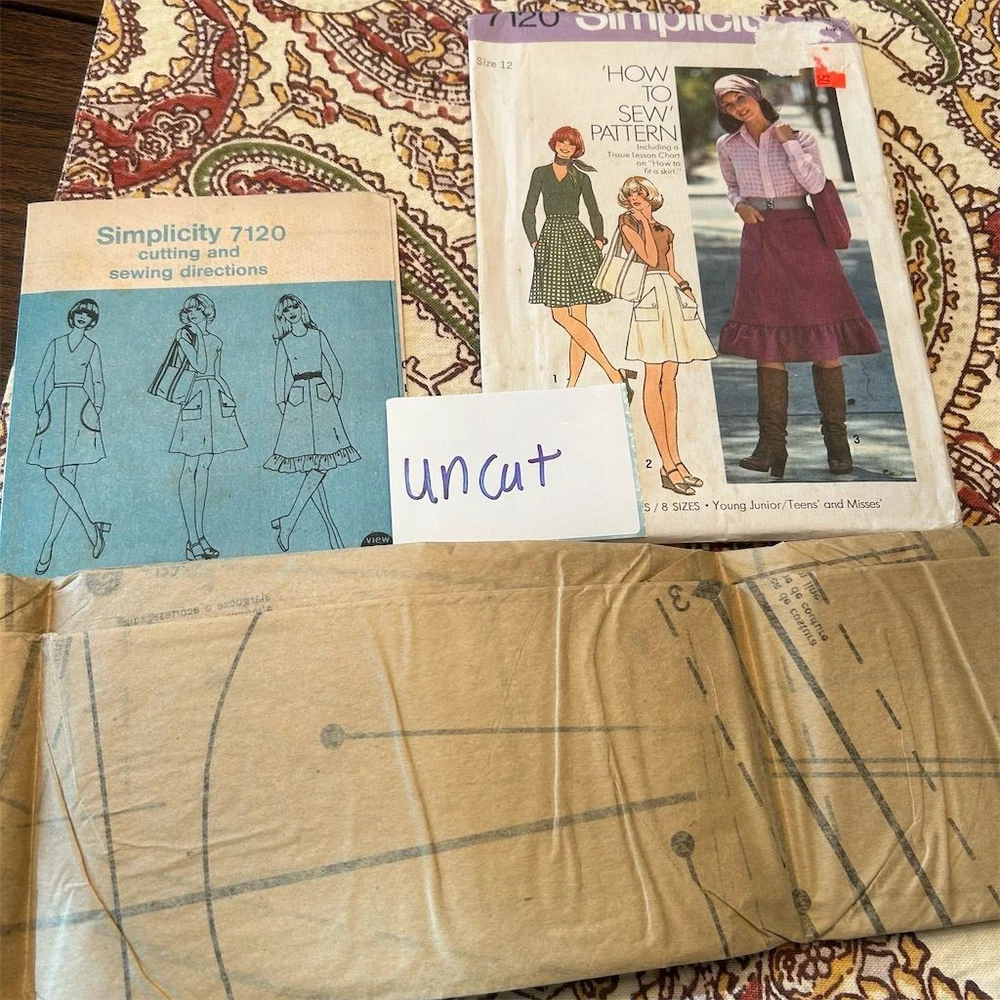 Simplicity 7120
cutting and
sewing directions
view
7120 Simplicity
Size 12
'HOW
TO
SEW'
PATTERN
Including a
Tissue Lesson Chart
on "How to
fit a skirt."
1
2
3
/ 8 SIZES • Young Junior/Teens' and Misses'
uncut
3